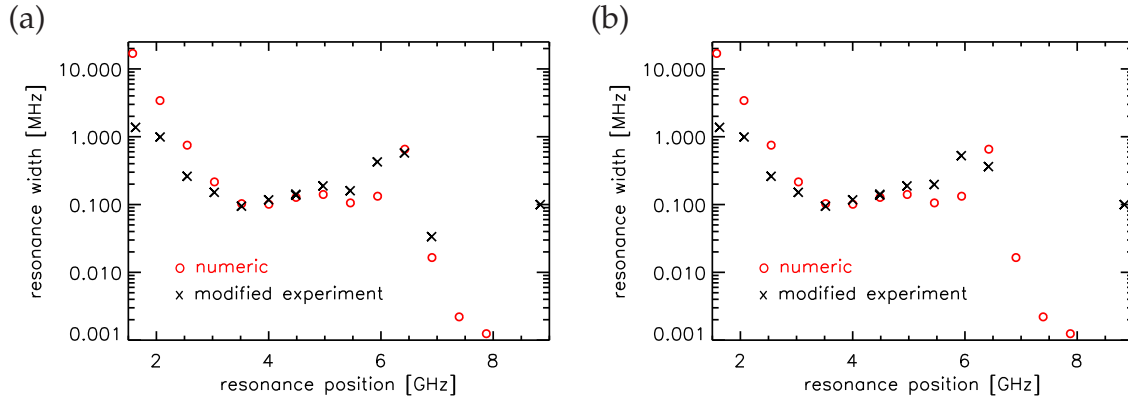 (a)
resonance width [MHz]
10.000
1.000
0.100
0.010
0.001
numeric
modified experiment
2
4
6
8
resonance position [GHz]
(b)
resonance width [MHz]
10.000
1.000
0.100
0.010
0.001
numeric
modified experiment
2
4
6
8
resonance position [GHz]